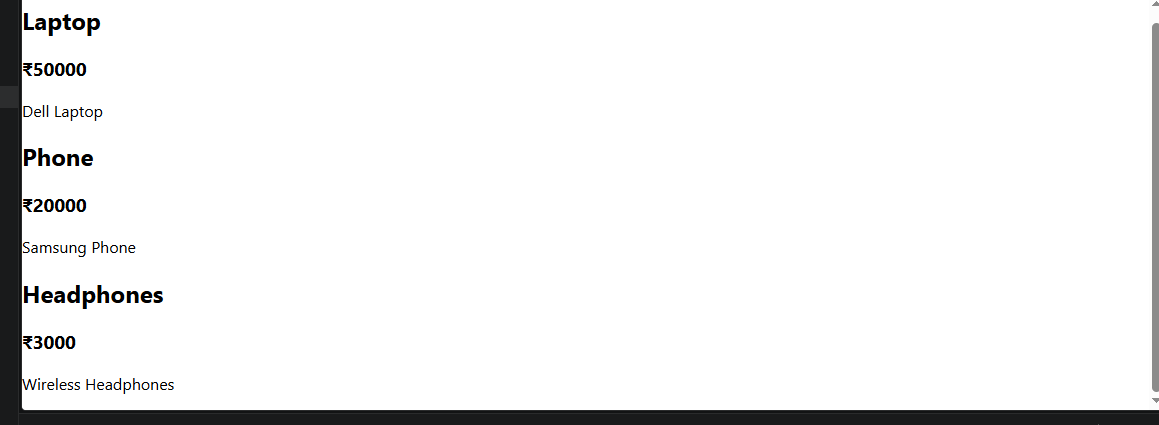 Laptop
₹50000
Dell Laptop
Phone
₹20000
Samsung Phone
Headphones
₹3000
Wireless Headphones